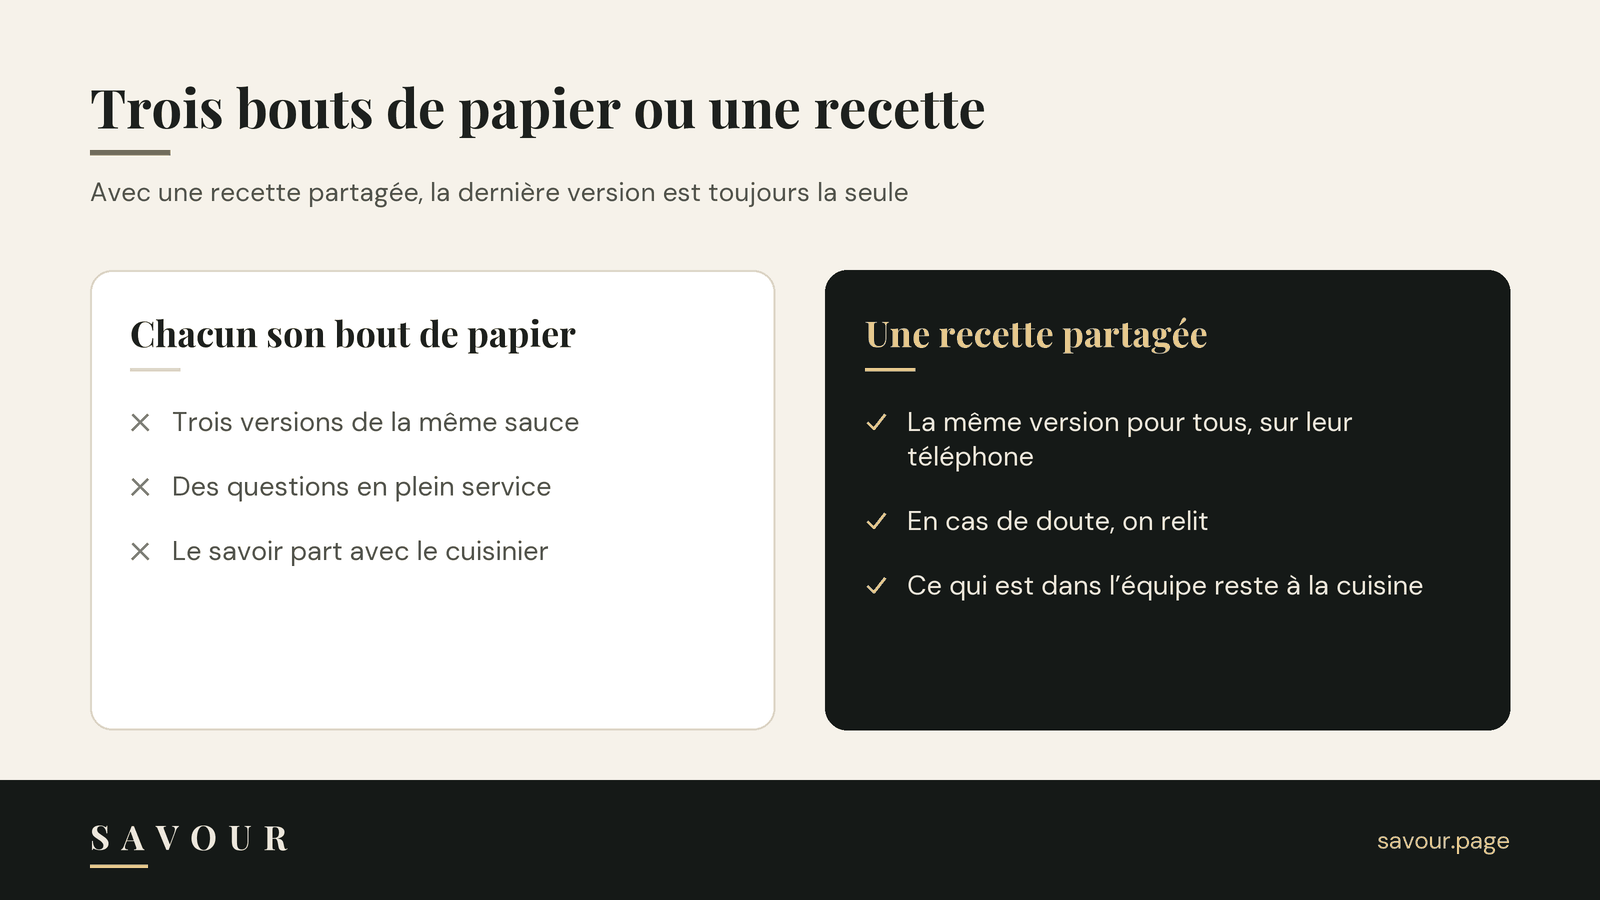 Trois bouts de papier ou une recette
Avec une recette partagée, la dernière version est toujours la seule
Chacun son bout de papier
Trois versions de la même sauce
Des questions en plein service
Le savoir part avec le cuisinier
Une recette partagée
La même version pour tous, sur leur
téléphone
En cas de doute, on relit
Ce qui est dans l’équipe reste à la cuisine
SAVOUR
savour.page